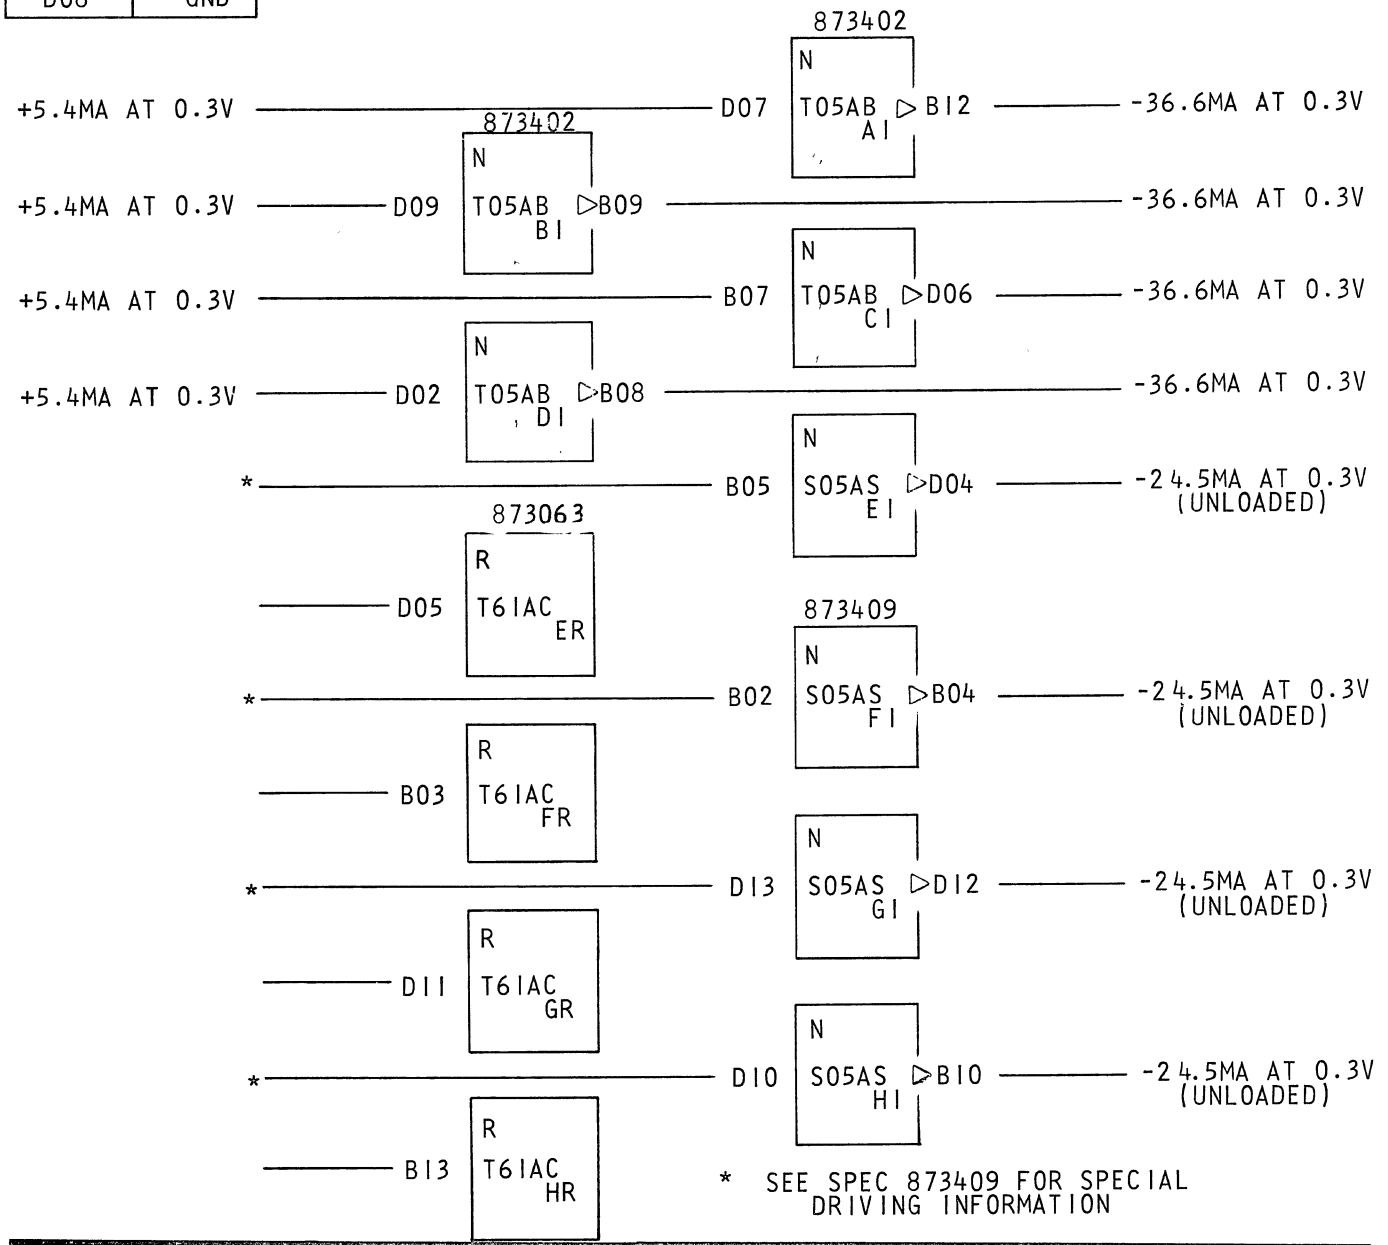 D08 GND
873402
N
+5.4MA AT 0.3V D07 T05AB B12 -36.6MA AT 0.3V
A1
873402
N
+5.4MA AT 0.3V D09 T05AB B09 -36.6MA AT 0.3V
B1
N
+5.4MA AT 0.3V B07 T05AB D06 -36.6MA AT 0.3V
C1
N
+5.4MA AT 0.3V D02 T05AB B08 -36.6MA AT 0.3V
D1
N
* B05 S05AS D04 -24.5MA AT 0.3V
E1 (UNLOADED)
873063
R
D05 T61AC
ER
873409
N
* B02 S05AS B04 -24.5MA AT 0.3V
F1 (UNLOADED)
R
B03 T61AC
FR
N
* D13 S05AS D12 -24.5MA AT 0.3V
G1 (UNLOADED)
R
D11 T61AC
GR
N
* D10 S05AS B10 -24.5MA AT 0.3V
H1 (UNLOADED)
R
B13 T61AC
HR
* SEE SPEC 873409 FOR SPECIAL
DRIVING INFORMATION